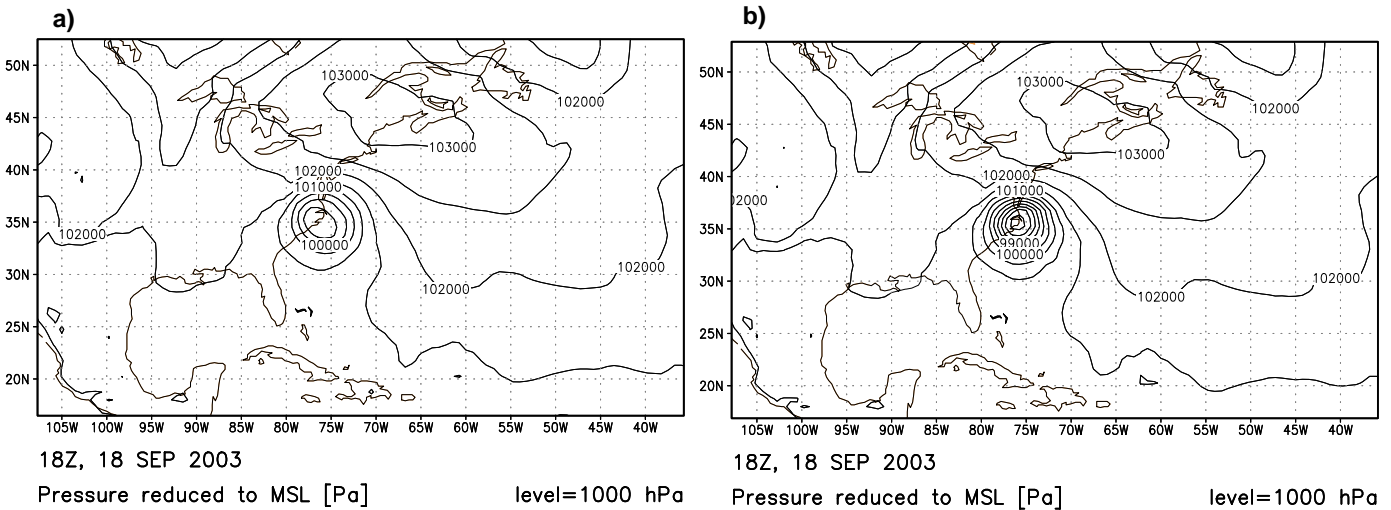 a)
50N
45N
40N
35N
30N
25N
20N
103000
102000
103000
102000
101000
100000
102000
102000
102000
105W 100W 95W 90W 85W 80W 75W 70W 65W 60W 55W 50W 45W 40W
18Z, 18 SEP 2003
Pressure reduced to MSL [Pa] level=1000 hPa
b)
50N
45N
40N
35N
30N
25N
20N
103000
102000
103000
102000
101000
02000
99000
100000
102000
102000
105W 100W 95W 90W 85W 80W 75W 70W 65W 60W 55W 50W 45W 40W
18Z, 18 SEP 2003
Pressure reduced to MSL [Pa] level=1000 hPa